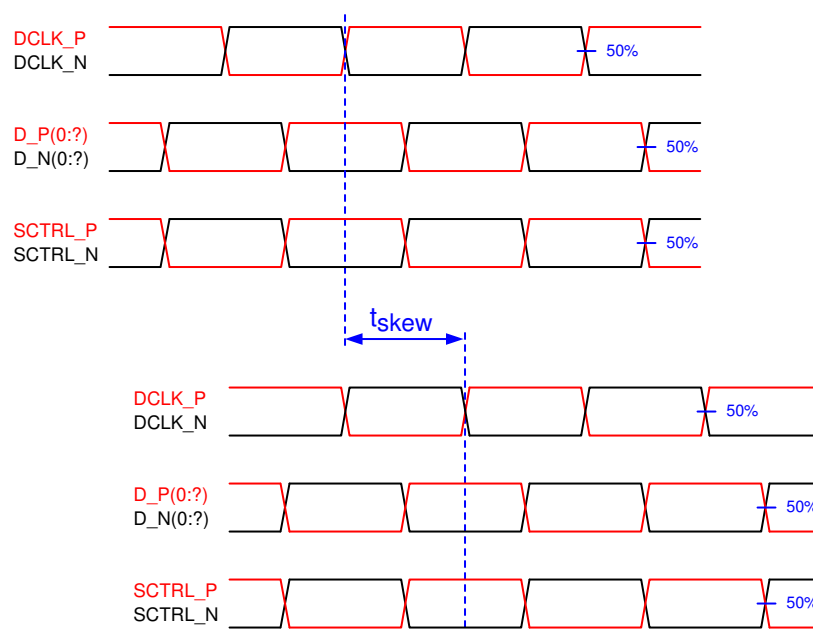 DCLK_P
DCLK_N
50%
D_P(0:?)
D_N(0:?)
50%
SCTRL_P
SCTRL_N
50%
tskew
DCLK_P
DCLK_N
50%
D_P(0:?)
D_N(0:?)
50%
SCTRL_P
SCTRL_N
50%